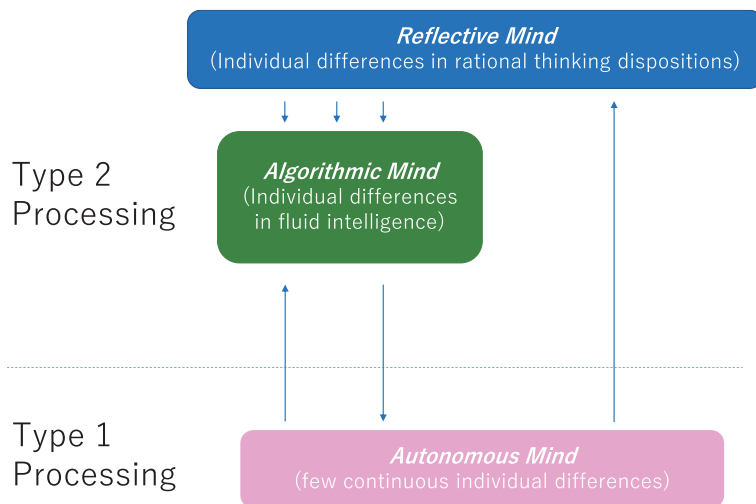 Reflective Mind
(Individual differences in rational thinking dispositions)
Type 2
Processing
Algorithmic Mind
(Individual differences
in fluid intelligence)
Type 1
Processing
Autonomous Mind
(few continuous individual differences)